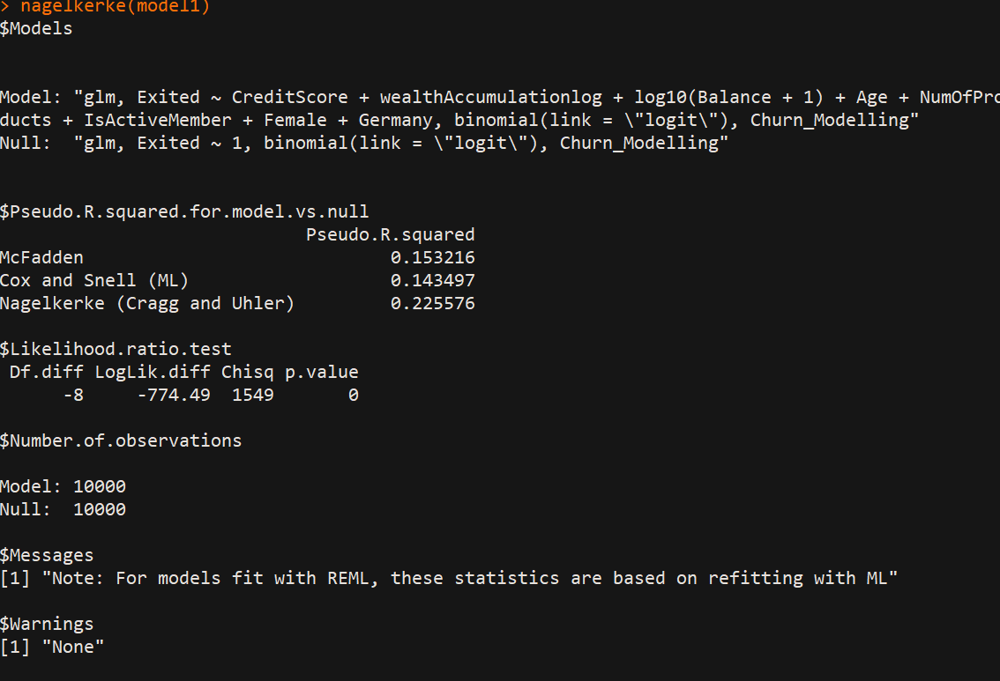 > nagelkerke(model1)
$Models
Model: "glm, Exited ~ CreditScore + wealthAccumulationlog + log10(Balance + 1) + Age + NumOfPro
ducts + IsActiveMember + Female + Germany, binomial(link = \"logit\"), Churn_Modelling"
Null:  "glm, Exited ~ 1, binomial(link = \"logit\"), Churn_Modelling"
$Pseudo.R.squared.for.model.vs.null
                             Pseudo.R.squared
McFadden                             0.153216
Cox and Snell (ML)                   0.143497
Nagelkerke (Cragg and Uhler)         0.225576
$Likelihood.ratio.test
 Df.diff LogLik.diff Chisq p.value
      -8     -774.49  1549       0
$Number.of.observations
Model: 10000
Null:  10000
$Messages
[1] "Note: For models fit with REML, these statistics are based on refitting with ML"
$Warnings
[1] "None"